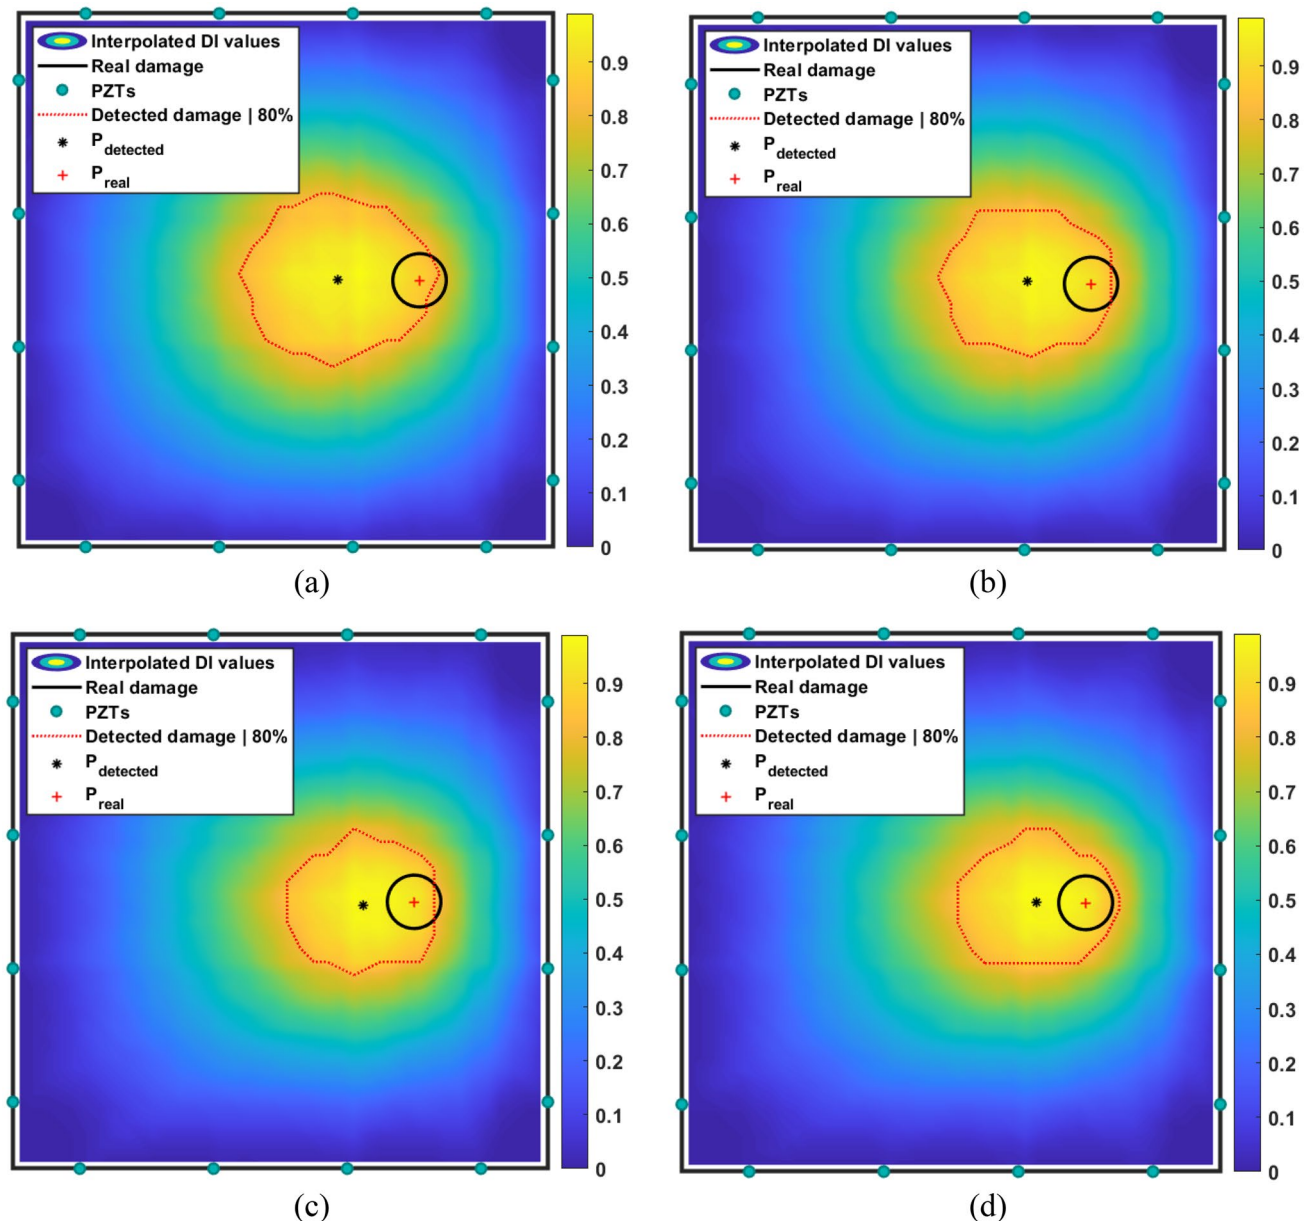 Interpolated DI values
Real damage
PZTs
Detected damage | 80%
P detected
P real
0.9
0.8
0.7
0.6
0.5
0.4
0.3
0.2
0.1
0
(a)
Interpolated DI values
Real damage
PZTs
Detected damage | 80%
P detected
P real
0.9
0.8
0.7
0.6
0.5
0.4
0.3
0.2
0.1
0
(b)
Interpolated DI values
Real damage
PZTs
Detected damage | 80%
P detected
P real
0.9
0.8
0.7
0.6
0.5
0.4
0.3
0.2
0.1
0
(c)
Interpolated DI values
Real damage
PZTs
Detected damage | 80%
P detected
P real
0.9
0.8
0.7
0.6
0.5
0.4
0.3
0.2
0.1
0
(d)